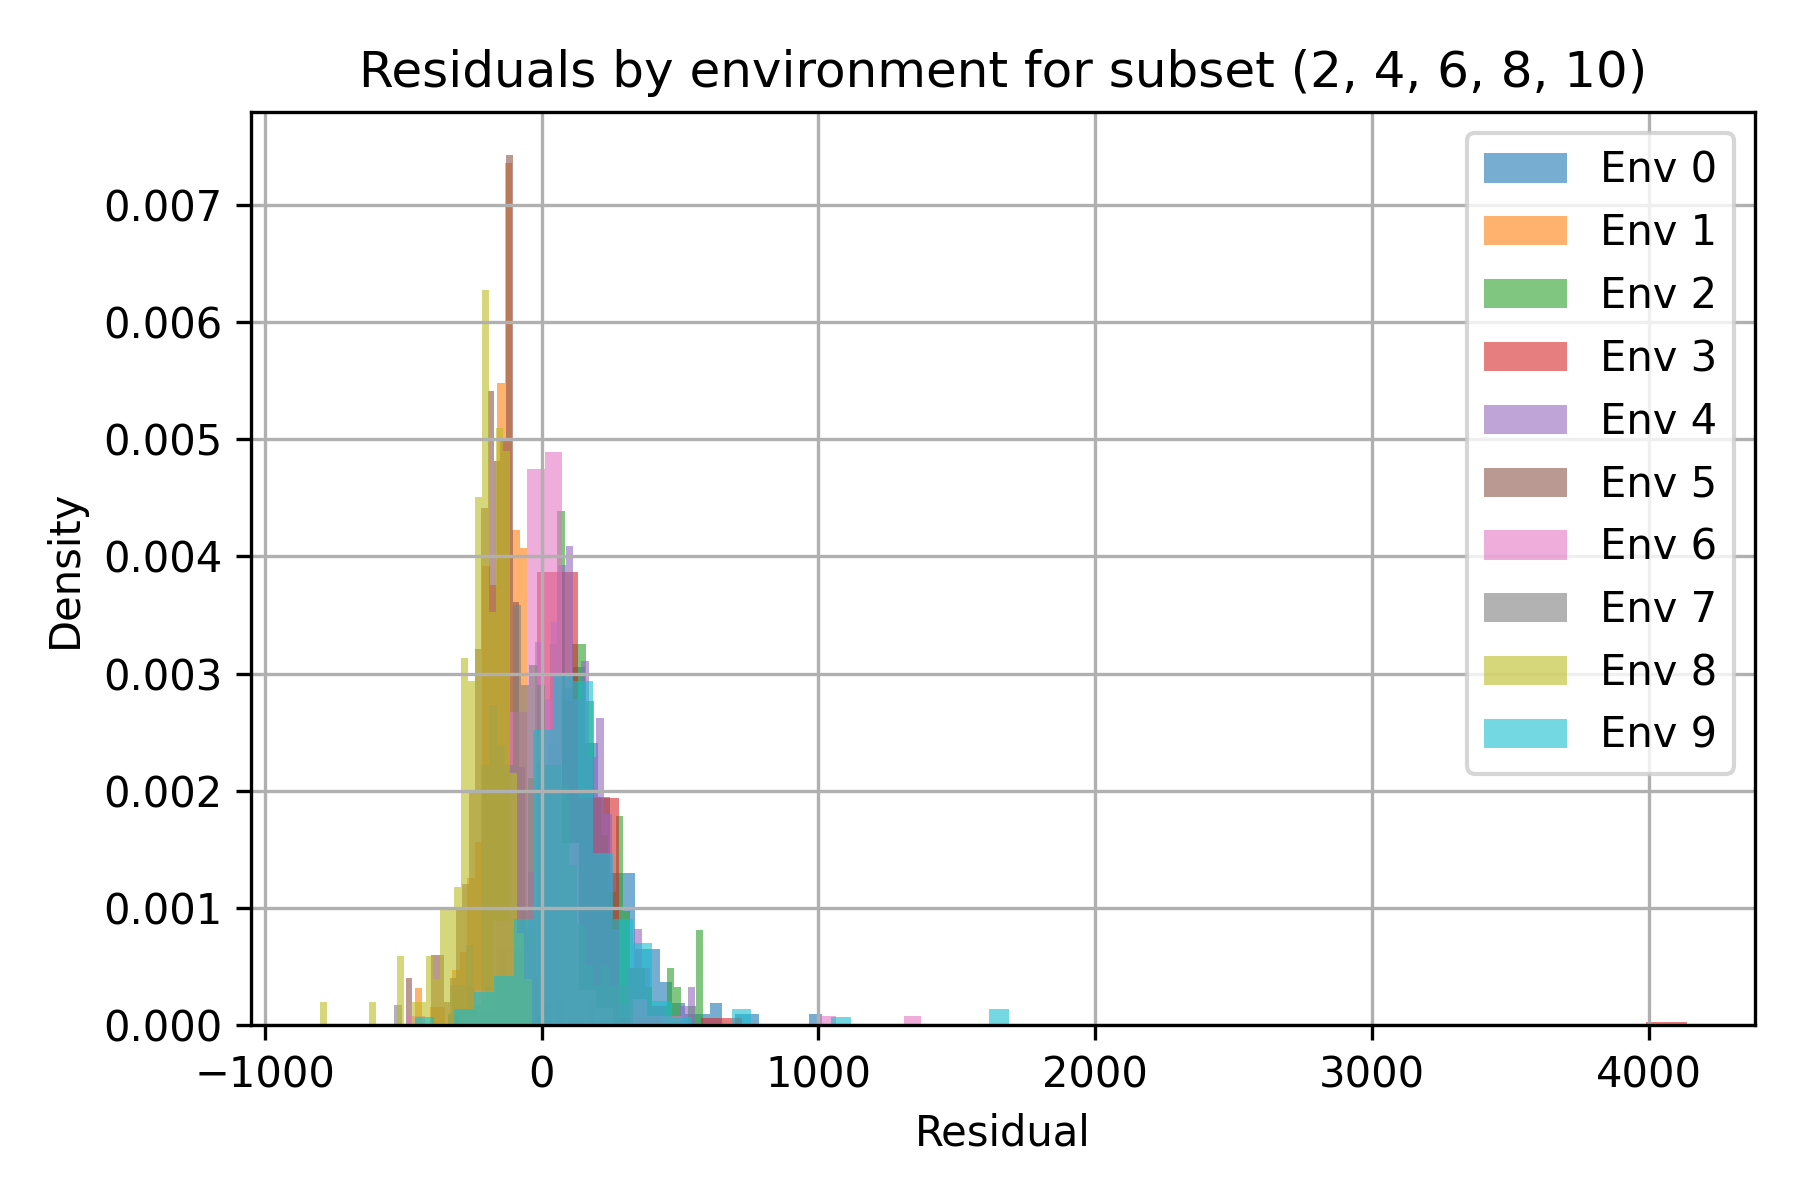 Residuals by environment for subset (2, 4, 6, 8, 10)
0.007
0.006
0.005
0.004
0.003
0.002
0.001
0.000
Density
−1000
0
1000
2000
3000
4000
Residual
Env 0
Env 1
Env 2
Env 3
Env 4
Env 5
Env 6
Env 7
Env 8
Env 9